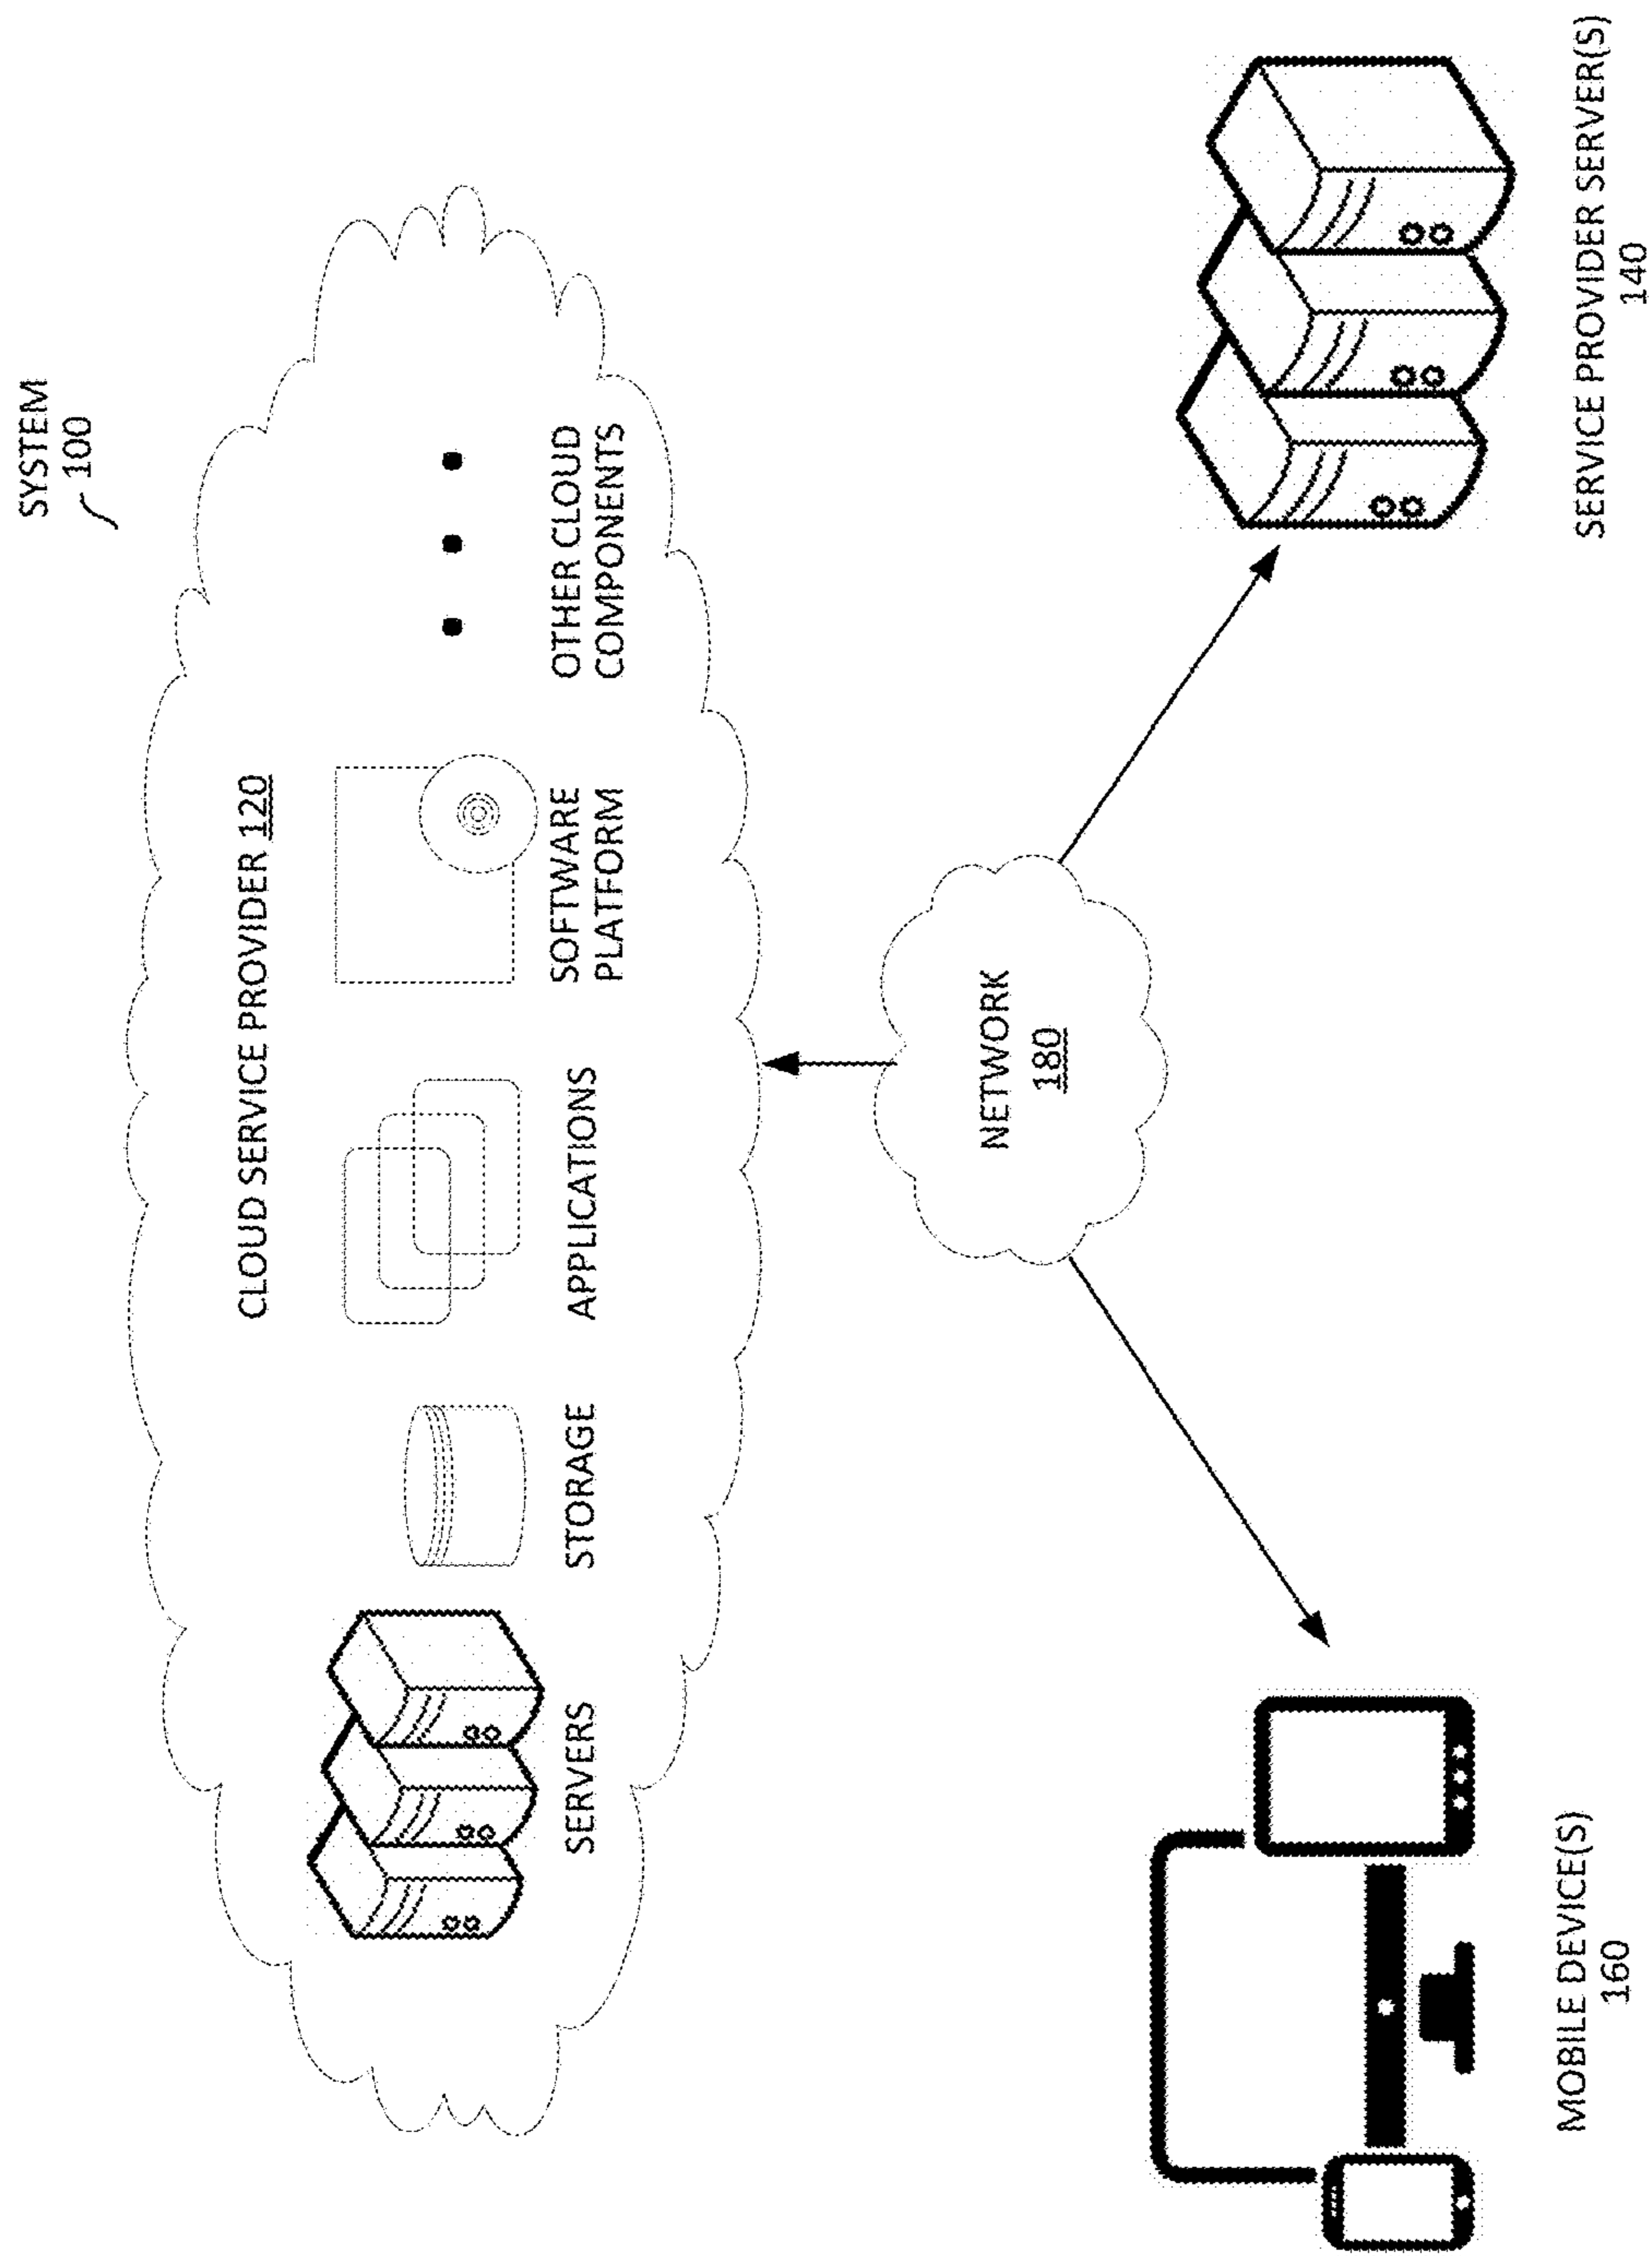 SYSTEM
100
CLOUD SERVICE PROVIDER 120
SERVERS
STORAGE
APPLICATIONS
SOFTWARE
PLATFORM
OTHER CLOUD
COMPONENTS
NETWORK
180
MOBILE DEVICE(S)
160
SERVICE PROVIDER SERVER(S)
140